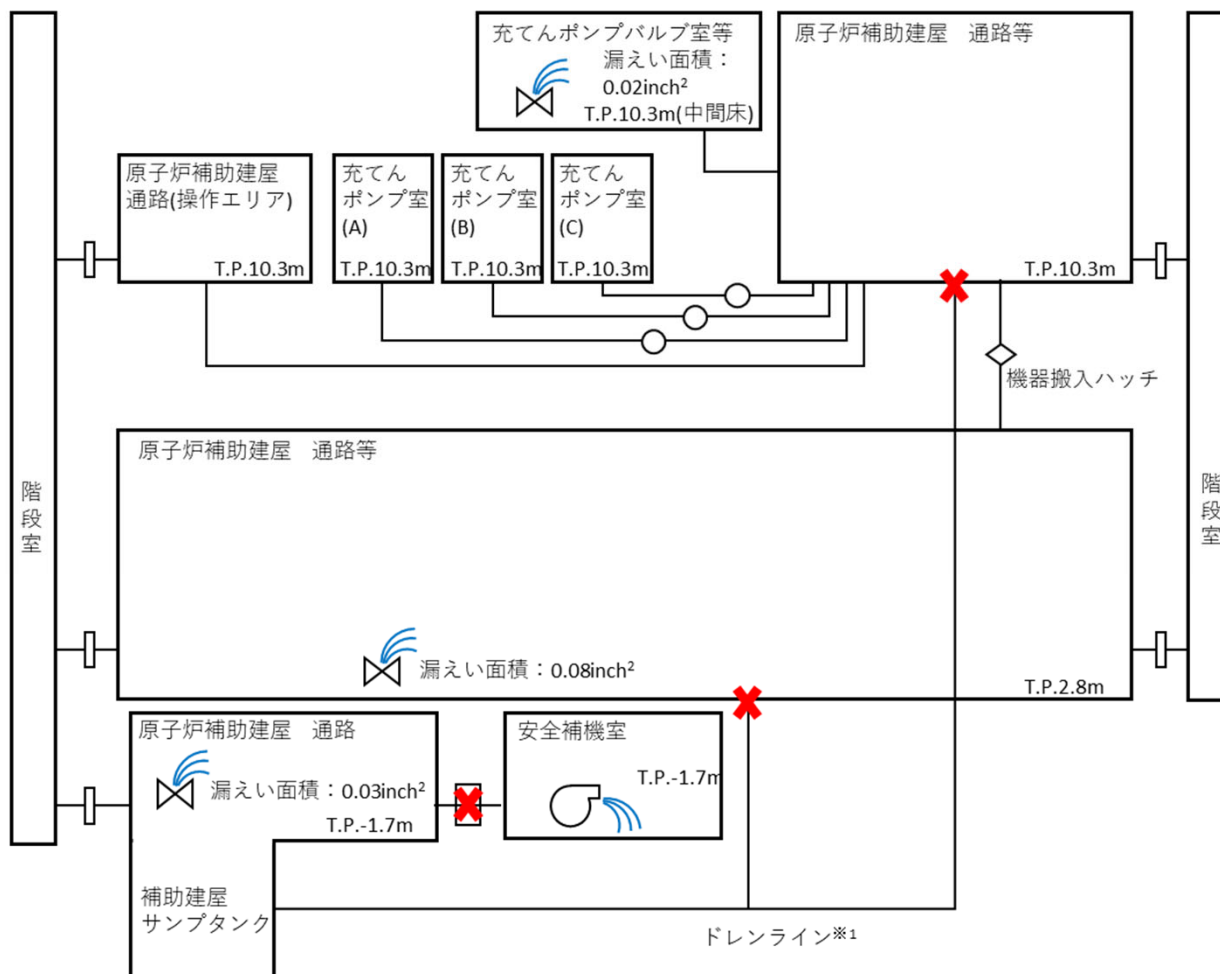 充てんポンプバルブ室等
漏えい面積：
0.02inch²
T.P.10.3m(中間床)
原子炉補助建屋　通路等
T.P.10.3m
原子炉補助建屋
通路(操作エリア)
T.P.10.3m
充てん
ポンプ室
(A)
T.P.10.3m
充てん
ポンプ室
(B)
T.P.10.3m
充てん
ポンプ室
(C)
T.P.10.3m
機器搬入ハッチ
階段室
階段室
原子炉補助建屋　通路等
漏えい面積：0.08inch²
T.P.2.8m
原子炉補助建屋　通路
漏えい面積：0.03inch²
T.P.-1.7m
安全補機室
T.P.-1.7m
補助建屋
サンプタンク
ドレンライン※1